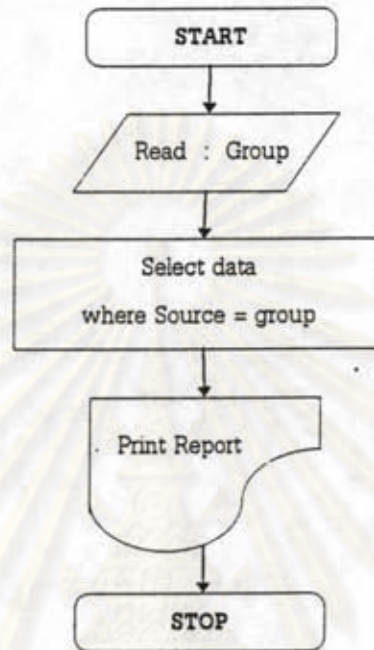 START
Read : Group
Select data
where Source = group
Print Report
STOP